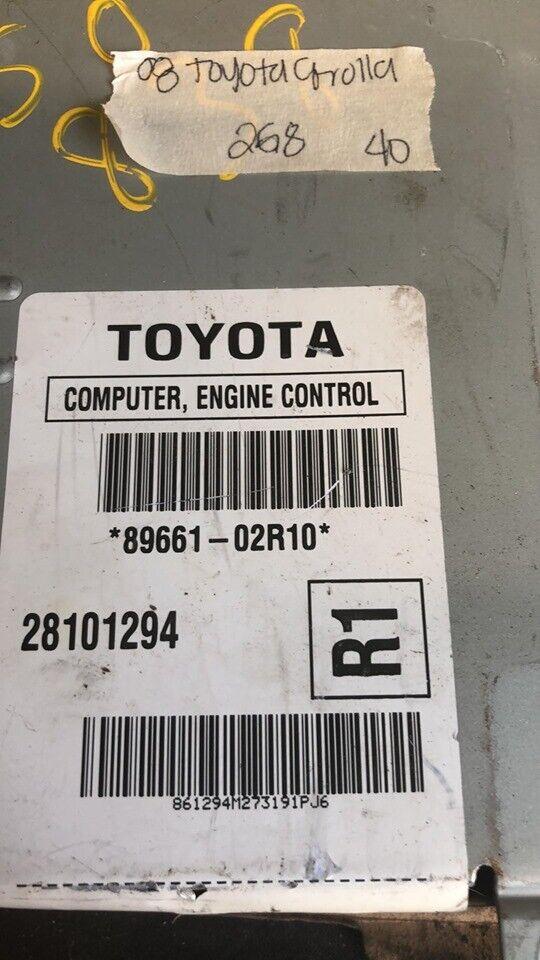 08 Toyota Corolla
268 40
TOYOTA
COMPUTER, ENGINE CONTROL
*89661-02R10*
28101294
R1
861294M273191PJ6